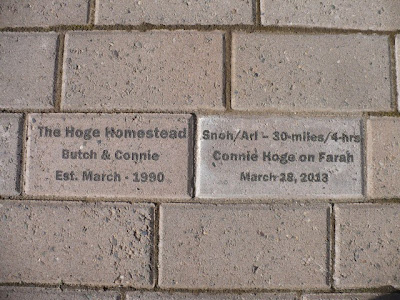 The Hoge Homestead
Butch & Connie
Est. March - 1990
Snoh/Arl - 30-miles/4-hrs
Connie Hoge on Farah
March 28, 2013